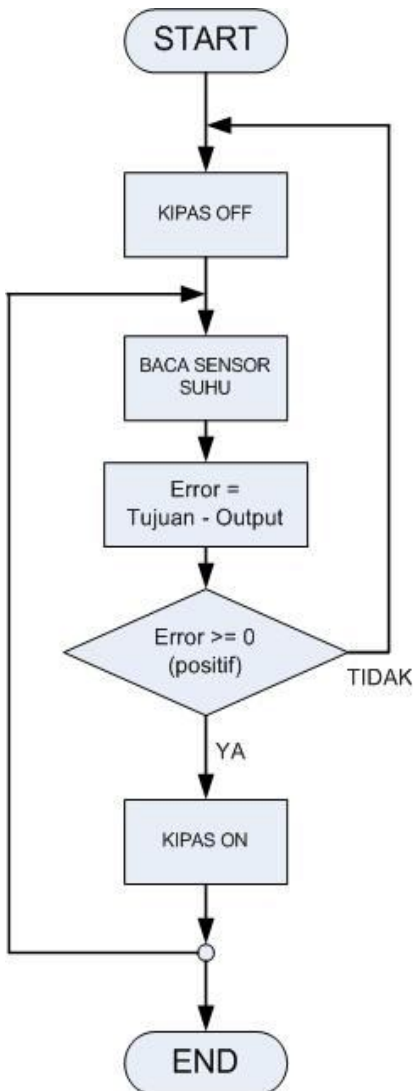 START
KIPAS OFF
BACA SENSOR
SUHU
Error =
Tujuan - Output
Error >= 0
(positif)
TIDAK
YA
KIPAS ON
END